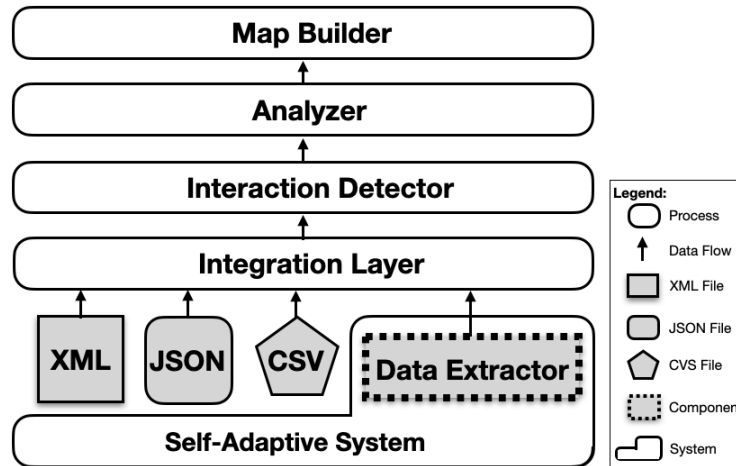 Map Builder
Analyzer
Interaction Detector
Integration Layer
XML
JSON
CSV
Data Extractor
Self-Adaptive System
Legend:
Process
Data Flow
XML File
JSON File
CVS File
Component
System